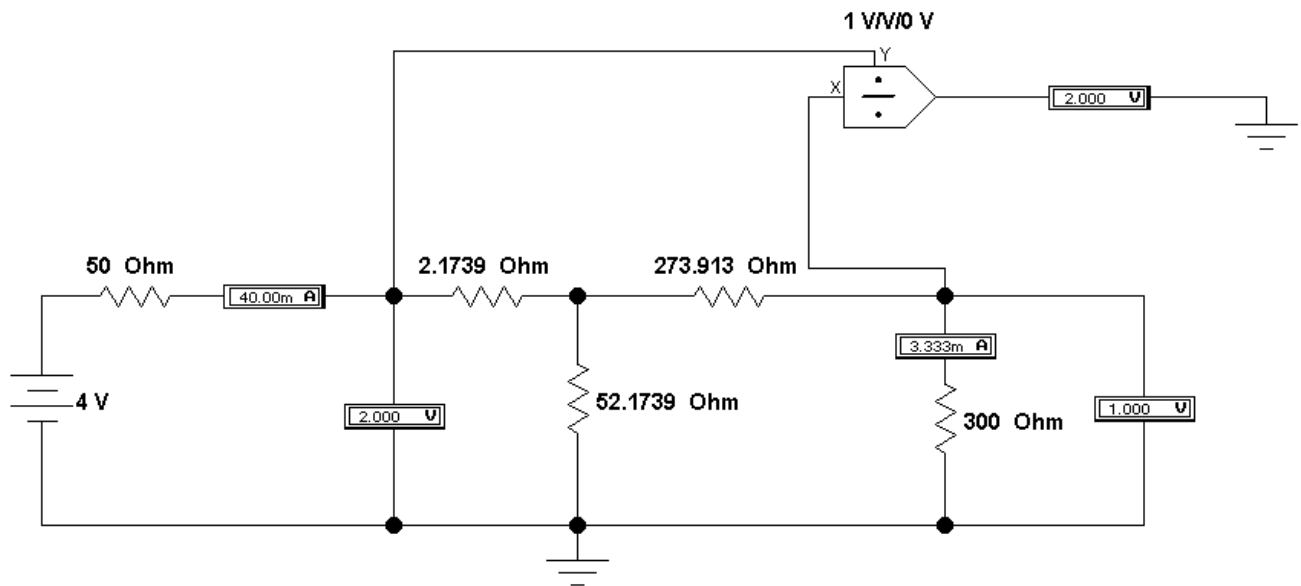 1 V/V/0 V
Y
X
2.000 V
50 Ohm
2.1739 Ohm
273.913 Ohm
40.00m A
3.333m A
4 V
2.000 V
52.1739 Ohm
300 Ohm
1.000 V